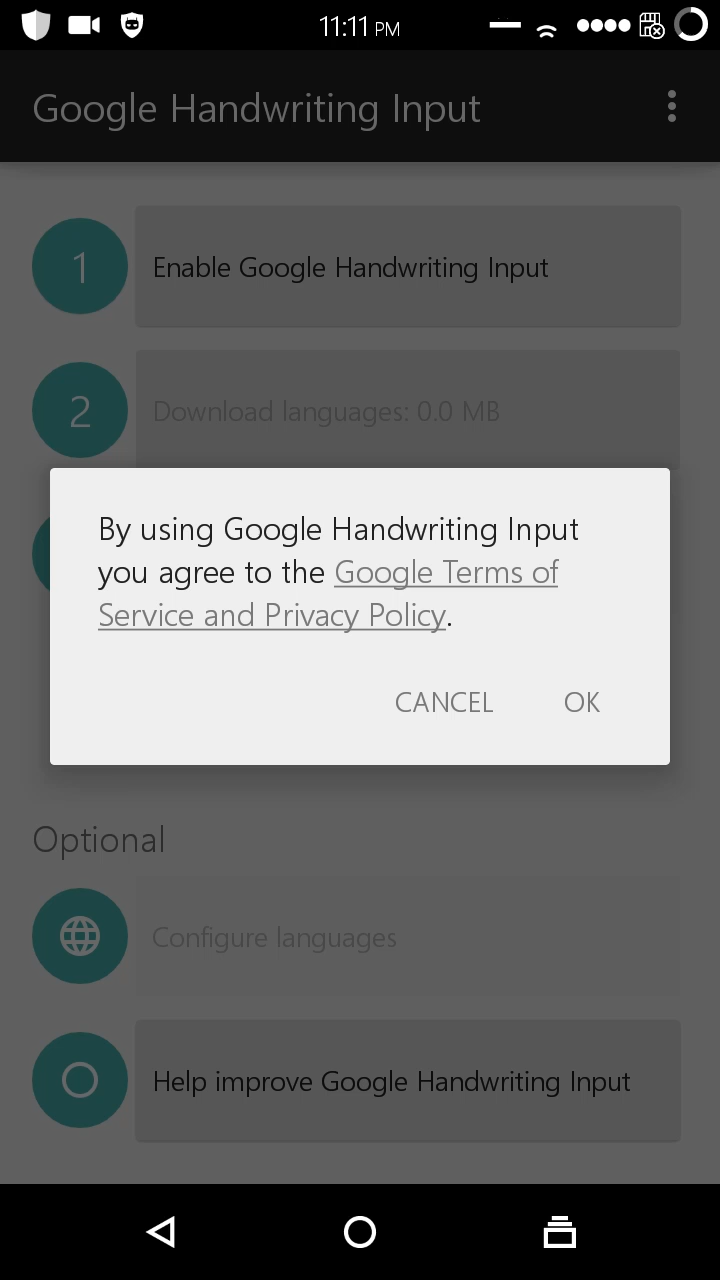 11:11 PM
Google Handwriting Input
1
Enable Google Handwriting Input
2
Download languages: 0.0 MB
By using Google Handwriting Input
you agree to the Google Terms of
Service and Privacy Policy.
CANCEL OK
Optional
Configure languages
Help improve Google Handwriting Input